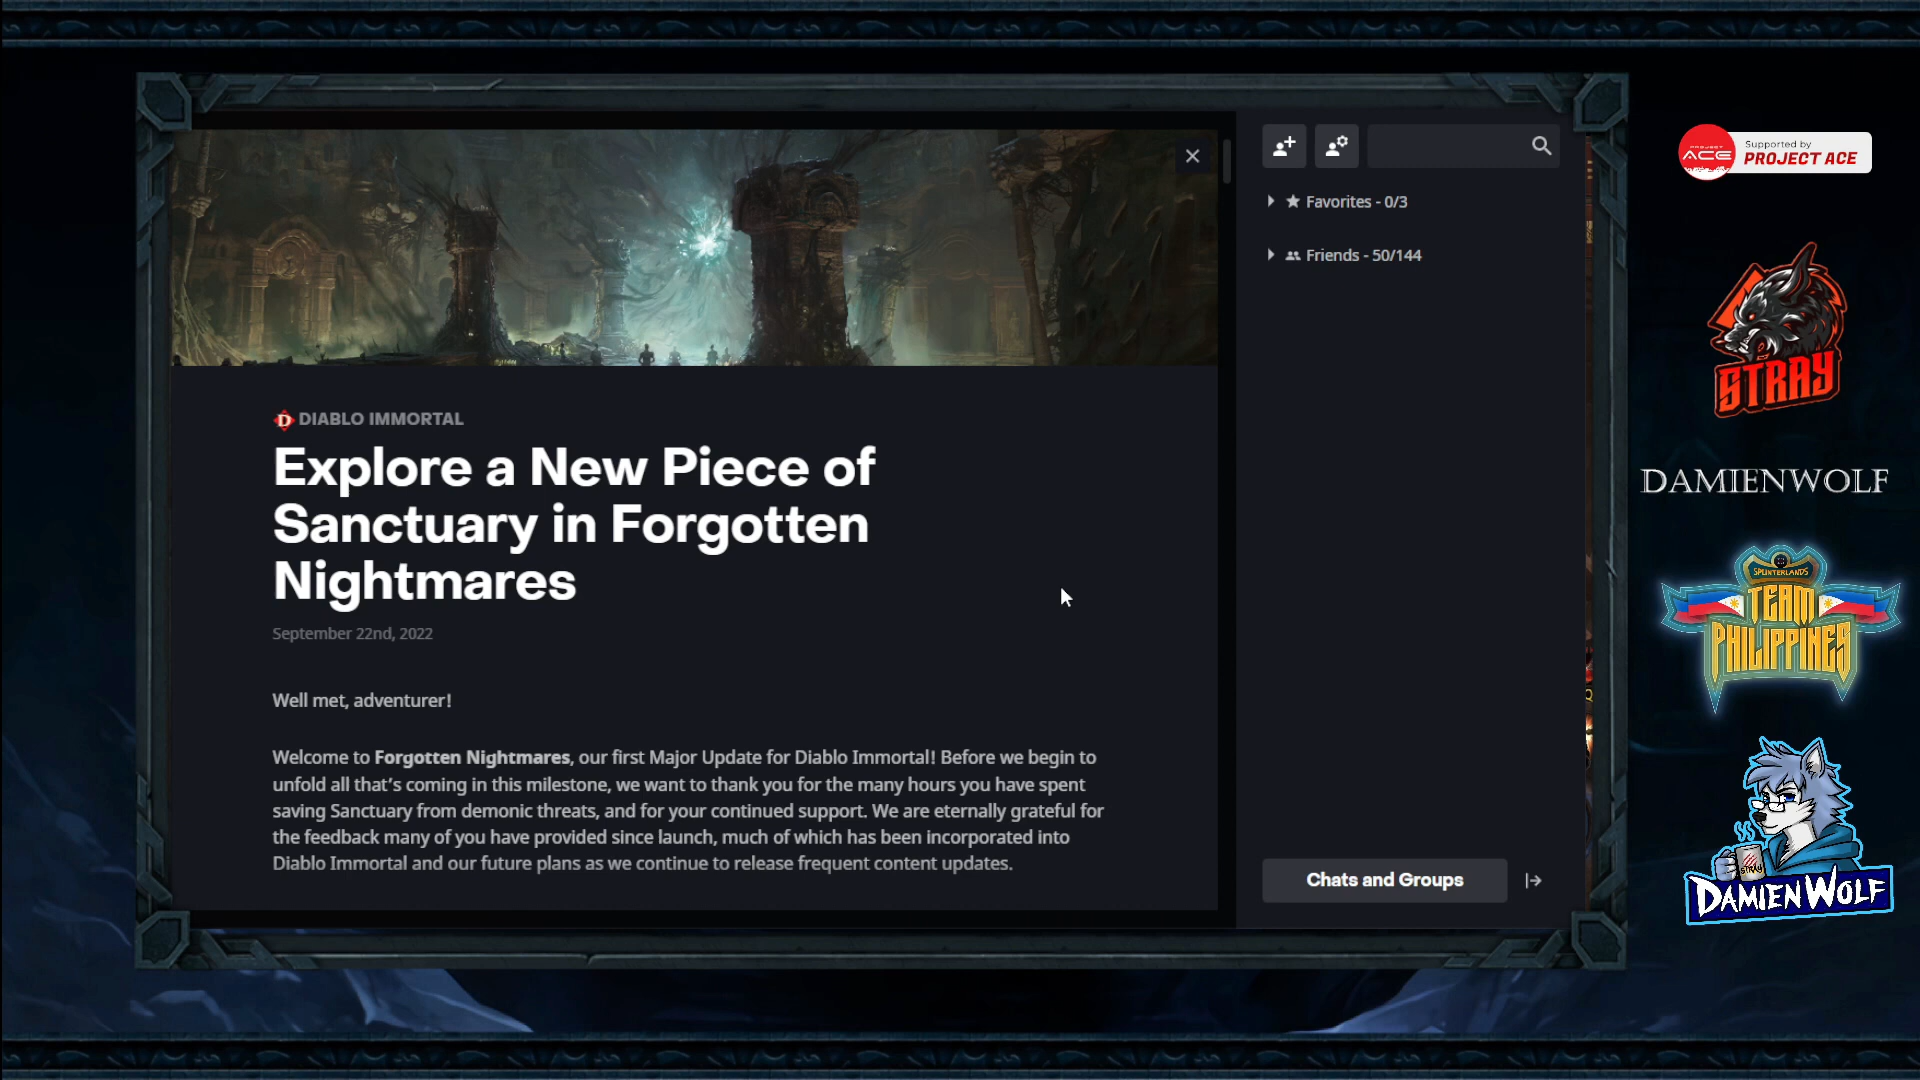 DIABLO IMMORTAL
Explore a New Piece of
Sanctuary in Forgotten
Nightmares
September 22nd, 2022
Well met, adventurer!
Welcome to Forgotten Nightmares, our first Major Update for Diablo Immortal! Before we begin to
unfold all that’s coming in this milestone, we want to thank you for the many hours you have spent
saving Sanctuary from demonic threats, and for your continued support. We are eternally grateful for
the feedback many of you have provided since launch, much of which has been incorporated into
Diablo Immortal and our future plans as we continue to release frequent content updates.
Favorites - 0/3
Friends - 50/144
Chats and Groups
PROJECT
ACE
Supported by
PROJECT ACE
STRAY
DAMIENWOLF
SPLINTERLANDS
TEAM
PHILIPPINES
STRAY
DAMIENWOLF